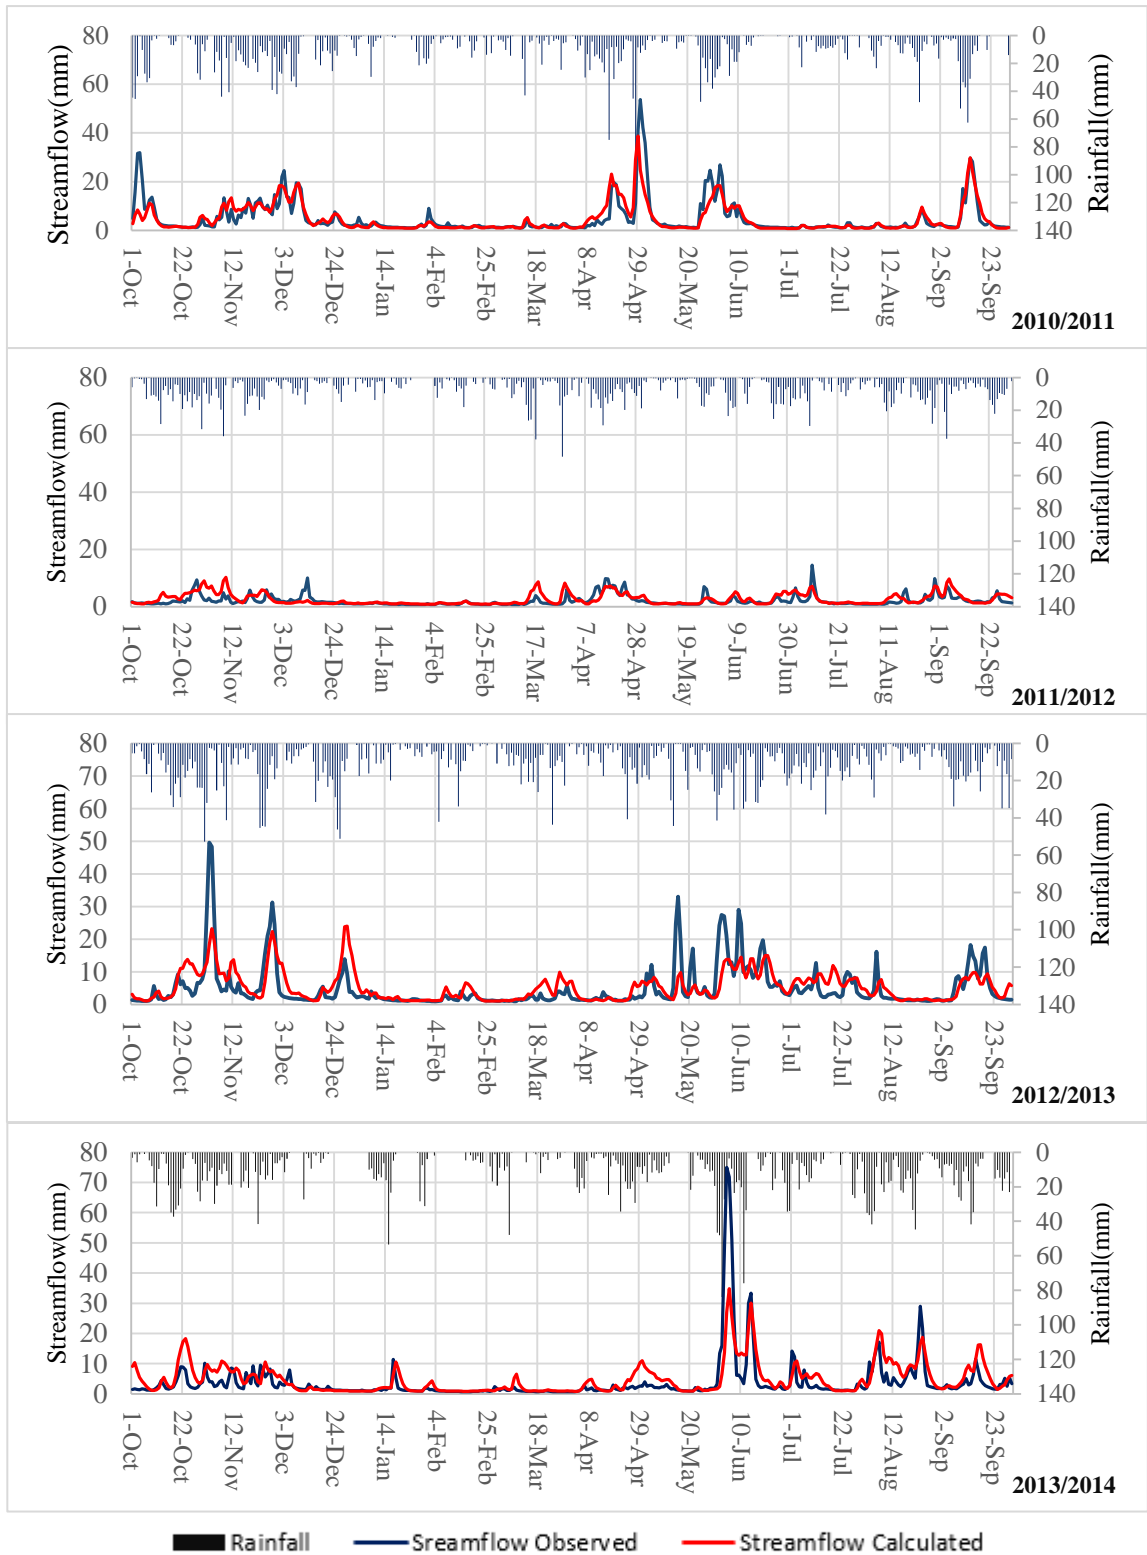 80 0
60 20
40 40
20 60
0 80
100
120
140
Streamflow(mm)
Rainfall(mm)
1-Oct 22-Oct 12-Nov 3-Dec 24-Dec 14-Jan 4-Feb 25-Feb 18-Mar 8-Apr 29-Apr 20-May 10-Jun 1-Jul 22-Jul 12-Aug 2-Sep 23-Sep
2010/2011
80 0
60 20
40 40
20 60
0 80
100
120
140
Streamflow(mm)
Rainfall(mm)
1-Oct 22-Oct 12-Nov 3-Dec 24-Dec 14-Jan 4-Feb 25-Feb 17-Mar 7-Apr 28-Apr 19-May 9-Jun 30-Jun 21-Jul 11-Aug 1-Sep 22-Sep
2011/2012
80 0
70 20
60 40
50 60
40 80
30 100
20 120
10 140
0
Streamflow(mm)
Rainfall(mm)
1-Oct 22-Oct 12-Nov 3-Dec 24-Dec 14-Jan 4-Feb 25-Feb 18-Mar 8-Apr 29-Apr 20-May 10-Jun 1-Jul 22-Jul 12-Aug 2-Sep 23-Sep
2012/2013
80 0
70 20
60 40
50 60
40 80
30 100
20 120
10 140
0
Streamflow(mm)
Rainfall(mm)
1-Oct 22-Oct 12-Nov 3-Dec 24-Dec 14-Jan 4-Feb 25-Feb 18-Mar 8-Apr 29-Apr 20-May 10-Jun 1-Jul 22-Jul 12-Aug 2-Sep 23-Sep
2013/2014
Rainfall Sreamflow Observed Streamflow Calculated